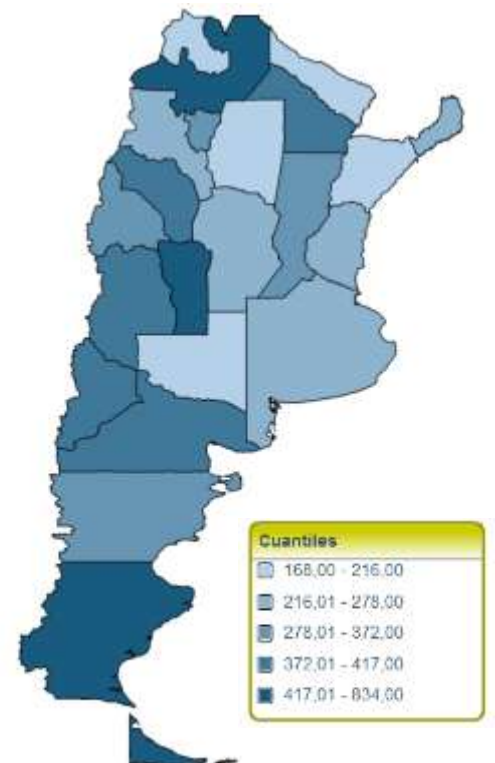 Cuantiles
168,00 - 216,00
216,01 - 278,00
278,01 - 372,00
372,01 - 417,00
417,01 - 834,00